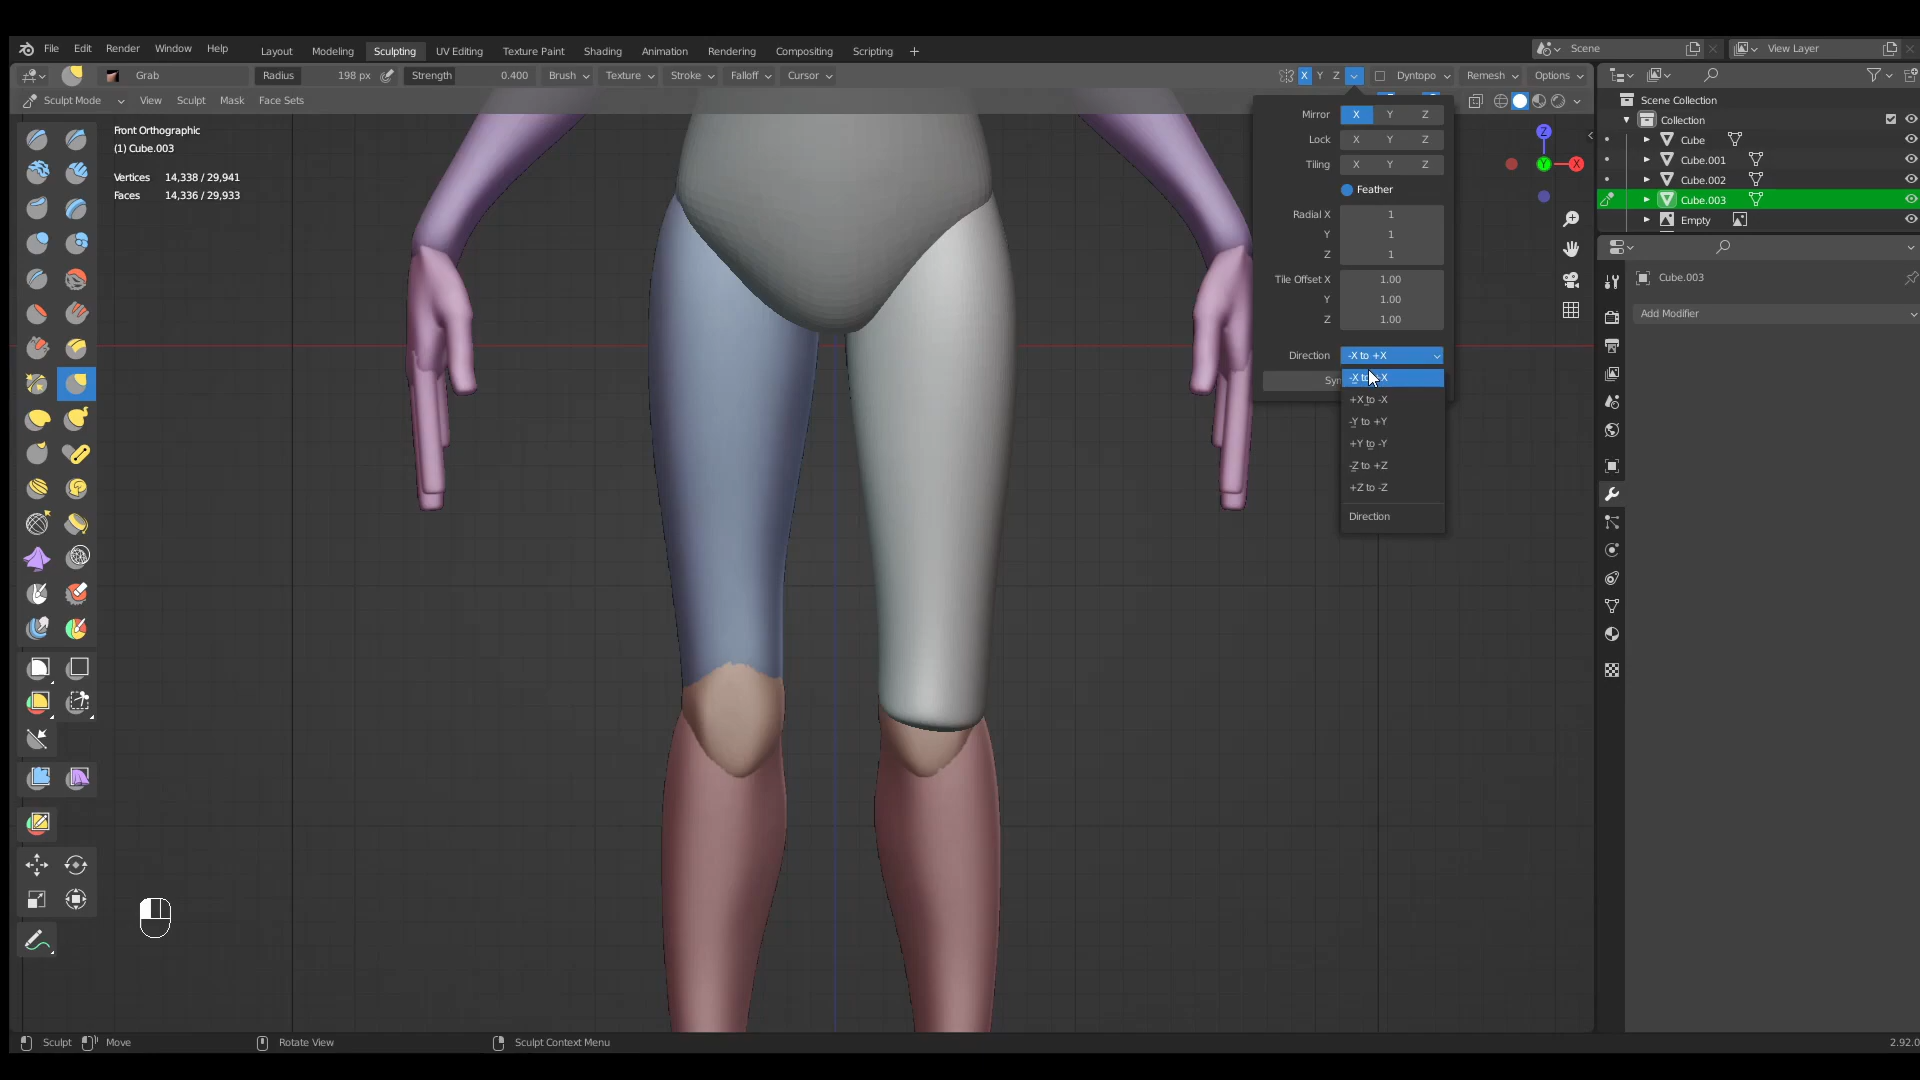 File Edit Render Window Help
Layout Modeling Sculpting UV Editing Texture Paint Shading Animation Rendering Compositing Scripting +
Scene View Layer
Grab Radius 198 px Strength 0.400 Brush Texture Stroke Falloff Cursor
X Y Z Dyntopo Remesh Options
Sculpt Mode View Sculpt Mask Face Sets
Front Orthographic
(1) Cube.003
Vertices 14,338 / 29,941
Faces 14,336 / 29,933
Mirror X Y Z
Lock X Y Z
Tiling X Y Z
Feather
Radial X 1
Y 1
Z 1
Tile Offset X 1.00
Y 1.00
Z 1.00
Direction -X to +X
Sym
+X to -X
-Y to +Y
+Y to -Y
-Z to +Z
+Z to -Z
Direction
Z
Y
X
Scene Collection
Collection
Cube
Cube.001
Cube.002
Cube.003
Empty
Cube.003
Add Modifier
Sculpt Move Rotate View Sculpt Context Menu 2.92.0